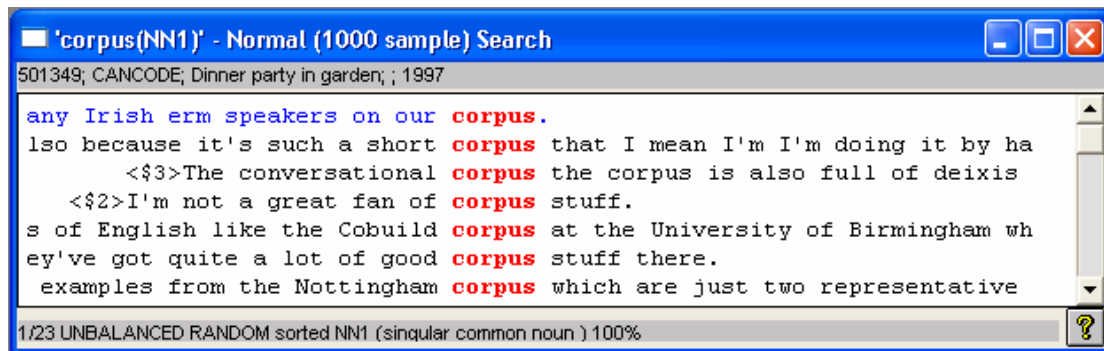 'corpus(NN1)' - Normal (1000 sample) Search
501349; CANCODE; Dinner party in garden; ; 1997
any Irish erm speakers on our corpus.
lso because it's such a short corpus that I mean I'm I'm doing it by ha
<$3>The conversational corpus the corpus is also full of deixis
<$2>I'm not a great fan of corpus stuff.
s of English like the Cobuild corpus at the University of Birmingham wh
ey've got quite a lot of good corpus stuff there.
examples from the Nottingham corpus which are just two representative
1/23 UNBALANCED RANDOM sorted NN1 (singular common noun ) 100%
?